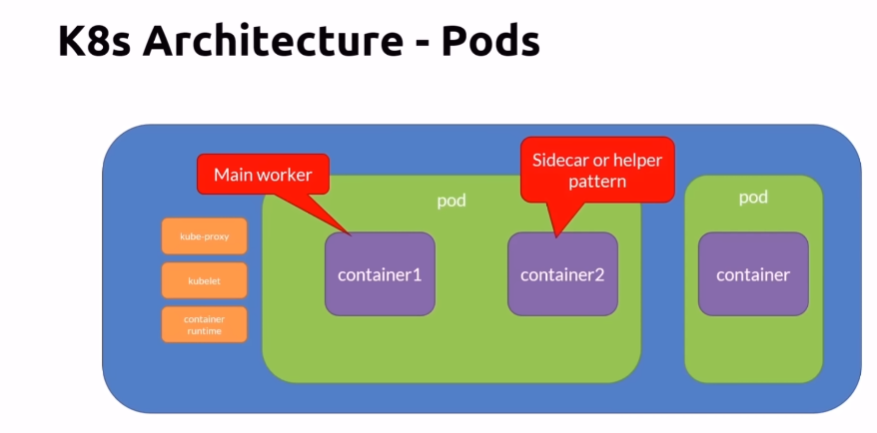 K8s Architecture - Pods
Main worker
Sidecar or helper
pattern
pod
pod
kube-proxy
kubelet
container
runtime
container1
container2
container